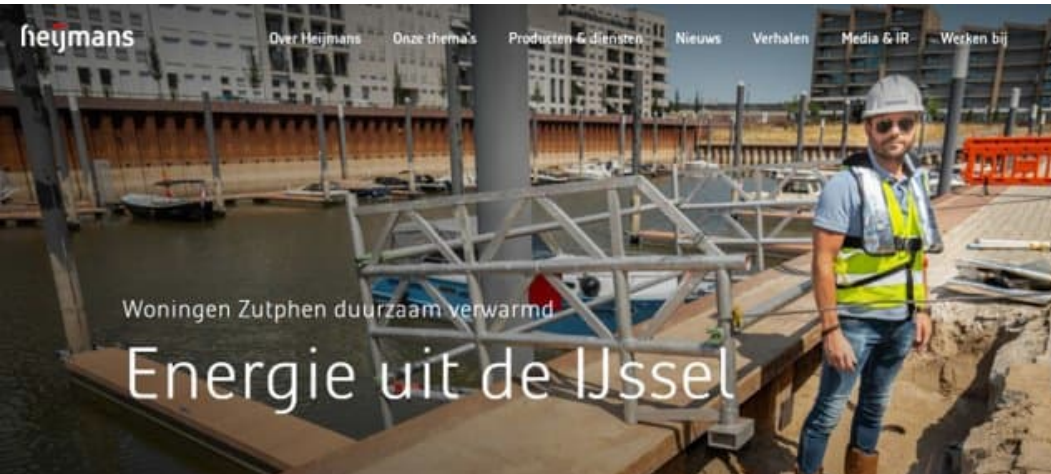 heijmans
Over Heijmans Onze thema's Producten & diensten Nieuws Verhalen Media & IR Werken bij
Woningen Zutphen duurzaam verwarmd
Energie uit de IJssel